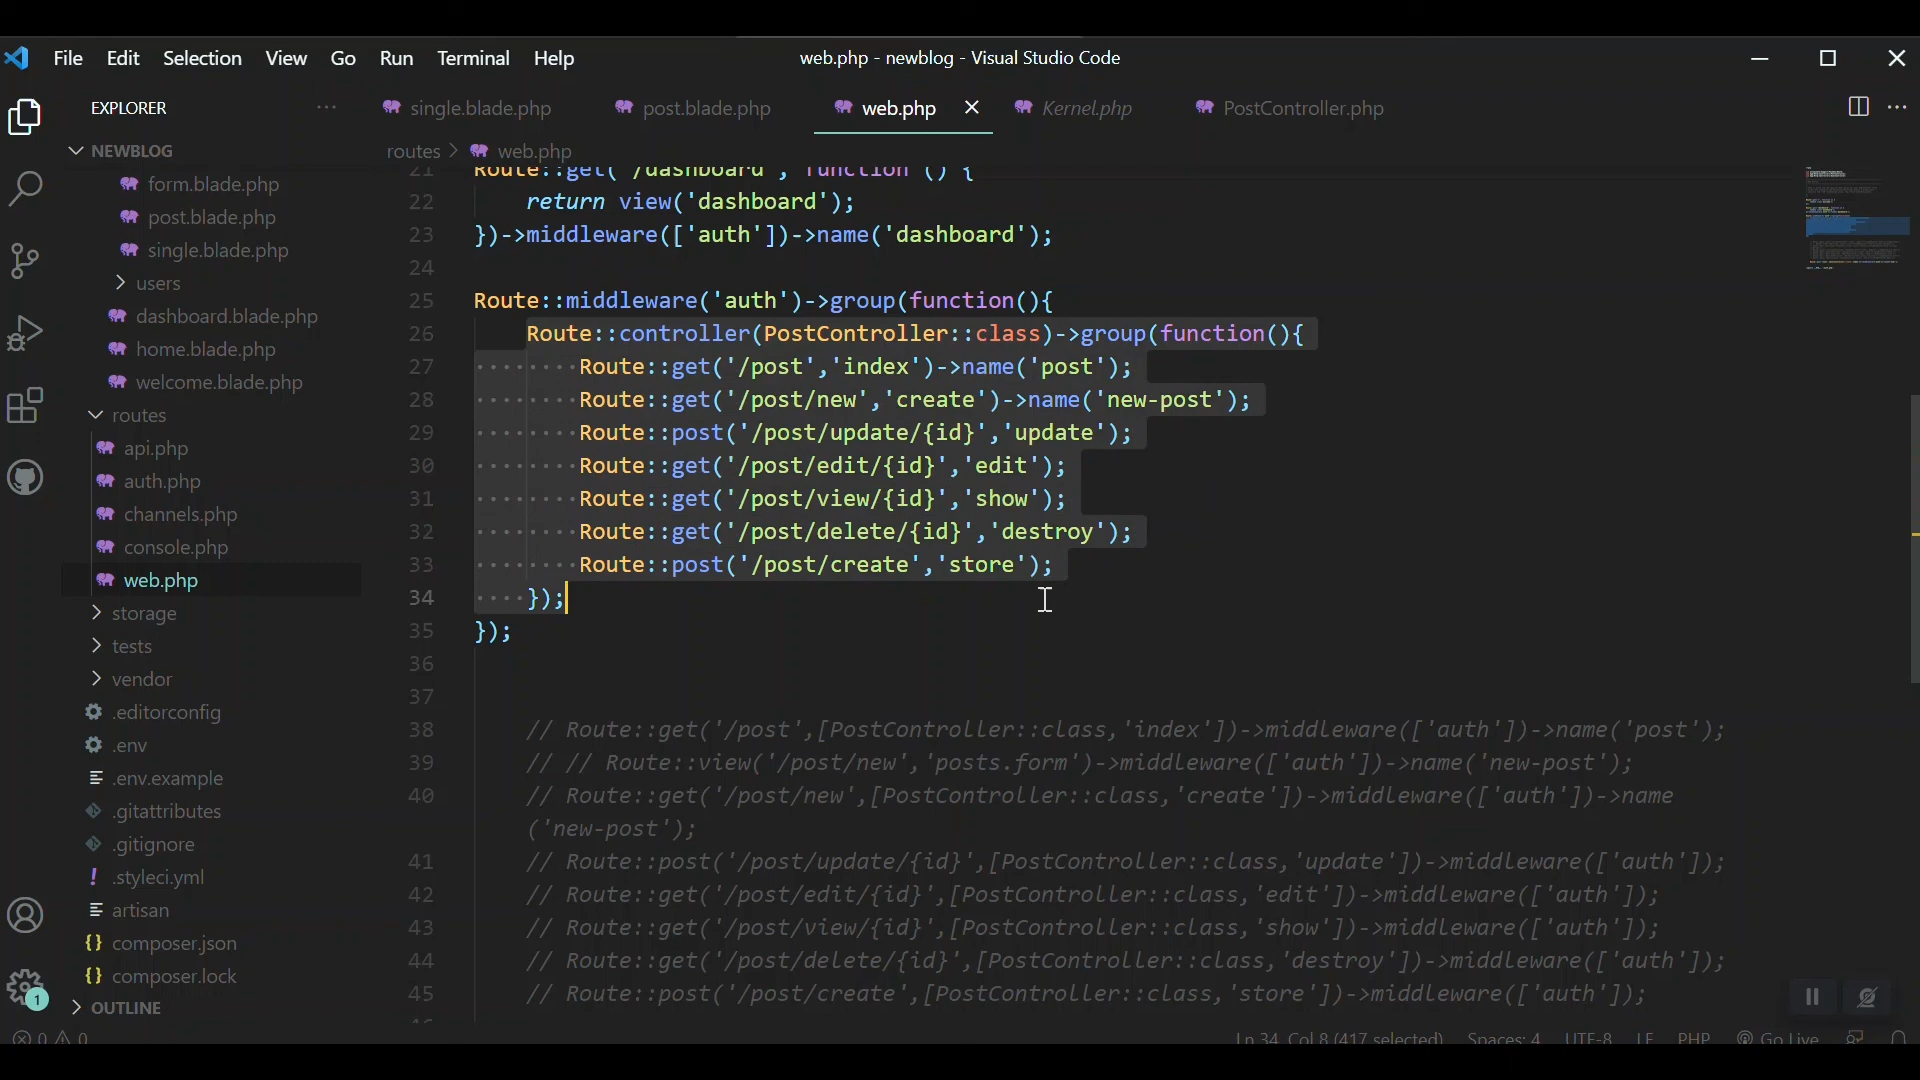 File Edit Selection View Go Run Terminal Help web.php - newblog - Visual Studio Code
EXPLORER ··· single.blade.php post.blade.php web.php Kernel.php PostController.php
NEWBLOG
routes > web.php
form.blade.php
post.blade.php
single.blade.php
users
dashboard.blade.php
home.blade.php
welcome.blade.php
routes
api.php
auth.php
channels.php
console.php
web.php
storage
tests
vendor
.editorconfig
.env
.env.example
.gitattributes
.gitignore
.styleci.yml
artisan
composer.json
composer.lock
OUTLINE
1
21 Route::get('/dashboard', function () {
22 return view('dashboard');
23 })->middleware(['auth'])->name('dashboard');
24
25 Route::middleware('auth')->group(function(){
26 Route::controller(PostController::class)->group(function(){
27 Route::get('/post','index')->name('post');
28 Route::get('/post/new','create')->name('new-post');
29 Route::post('/post/update/{id}','update');
30 Route::get('/post/edit/{id}','edit');
31 Route::get('/post/view/{id}','show');
32 Route::get('/post/delete/{id}','destroy');
33 Route::post('/post/create','store');
34 });
35 });
36
37
38 // Route::get('/post',[PostController::class,'index'])->middleware(['auth'])->name('post');
39 // // Route::view('/post/new','posts.form')->middleware(['auth'])->name('new-post');
40 // Route::get('/post/new',[PostController::class,'create'])->middleware(['auth'])->name
('new-post');
41 // Route::post('/post/update/{id}',[PostController::class,'update'])->middleware(['auth']);
42 // Route::get('/post/edit/{id}',[PostController::class,'edit'])->middleware(['auth']);
43 // Route::get('/post/view/{id}',[PostController::class,'show'])->middleware(['auth']);
44 // Route::get('/post/delete/{id}',[PostController::class,'destroy'])->middleware(['auth']);
45 // Route::post('/post/create',[PostController::class,'store'])->middleware(['auth']);
0 0 Ln 34, Col 8 (417 selected) Spaces: 4 UTF-8 LF PHP Go Live